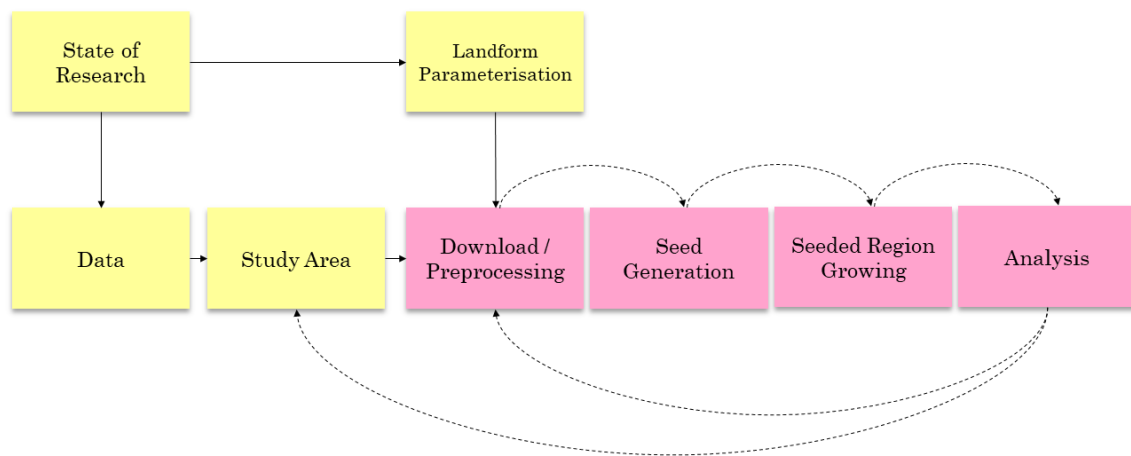 State of
Research
Landform
Parameterisation
Data
Study Area
Download /
Preprocessing
Seed
Generation
Seeded Region
Growing
Analysis